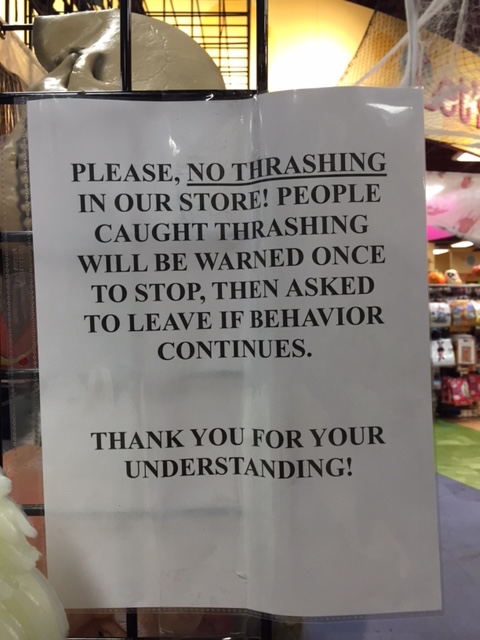 PLEASE, NO THRASHING
IN OUR STORE! PEOPLE
CAUGHT THRASHING
WILL BE WARNED ONCE
TO STOP, THEN ASKED
TO LEAVE IF BEHAVIOR
CONTINUES.
THANK YOU FOR YOUR
UNDERSTANDING!